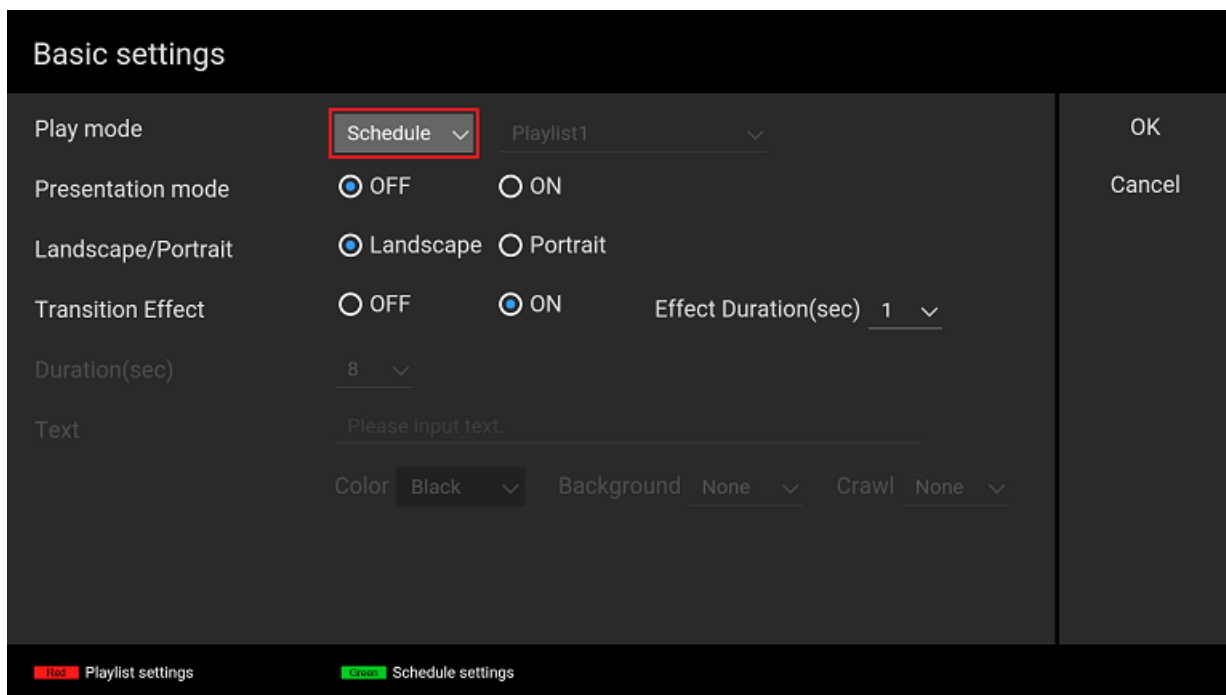 Basic settings
Play mode Schedule Playlist1 OK
Presentation mode OFF ON Cancel
Landscape/Portrait Landscape Portrait
Transition Effect OFF ON Effect Duration(sec) 1
Duration(sec) 8
Text Please input text.
Color Black Background None Crawl None
Red Playlist settings Green Schedule settings